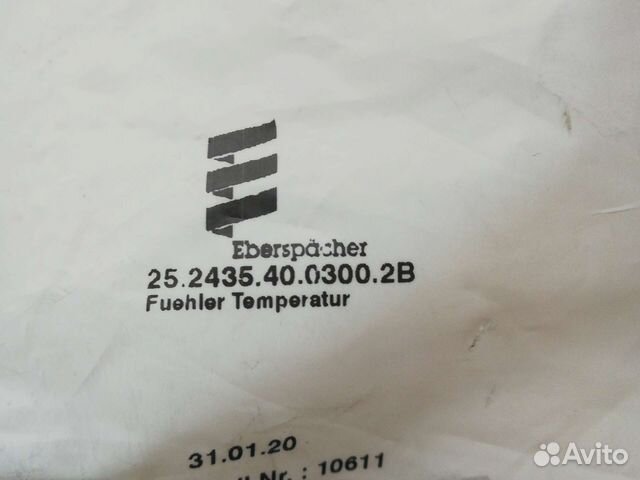 Eberspächer
25.2435.40.0300.2B
Fuehler Temperatur
31.01.20
Nr. : 10611
Avito